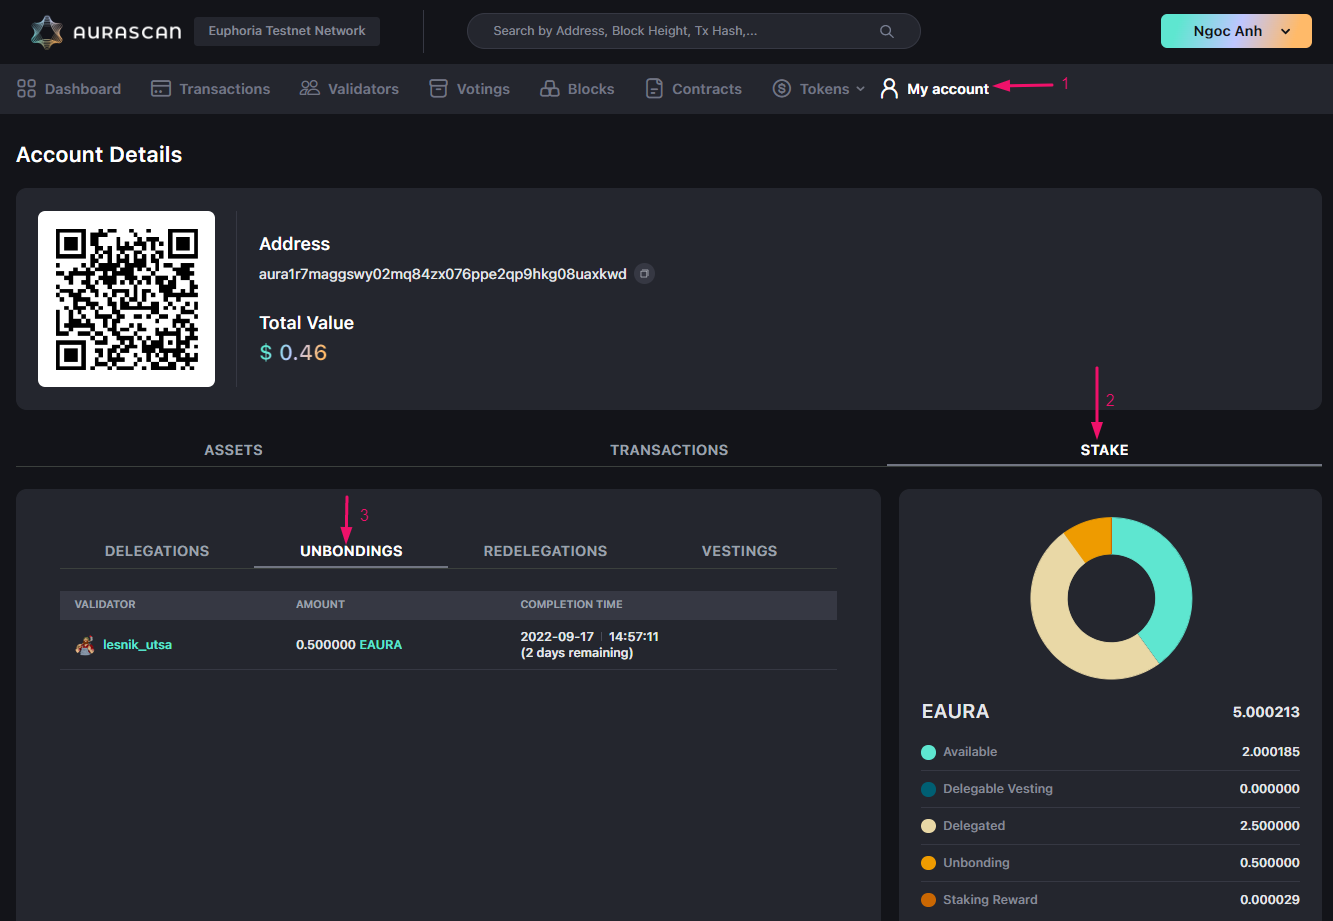 AURASCAN Euphoria Testnet Network Search by Address, Block Height, Tx Hash,... Ngoc Anh
Dashboard Transactions Validators Votings Blocks Contracts Tokens My account 1
Account Details
Address
aura1r7maggswy02mq84zx076ppe2qp9hkg08uaxkwd
Total Value
$ 0.46
2
ASSETS TRANSACTIONS STAKE
3
DELEGATIONS UNBONDINGS REDELEGATIONS VESTINGS
VALIDATOR AMOUNT COMPLETION TIME
lesnik_utsa 0.500000 EAURA 2022-09-17 | 14:57:11
(2 days remaining)
EAURA 5.000213
Available 2.000185
Delegable Vesting 0.000000
Delegated 2.500000
Unbonding 0.500000
Staking Reward 0.000029